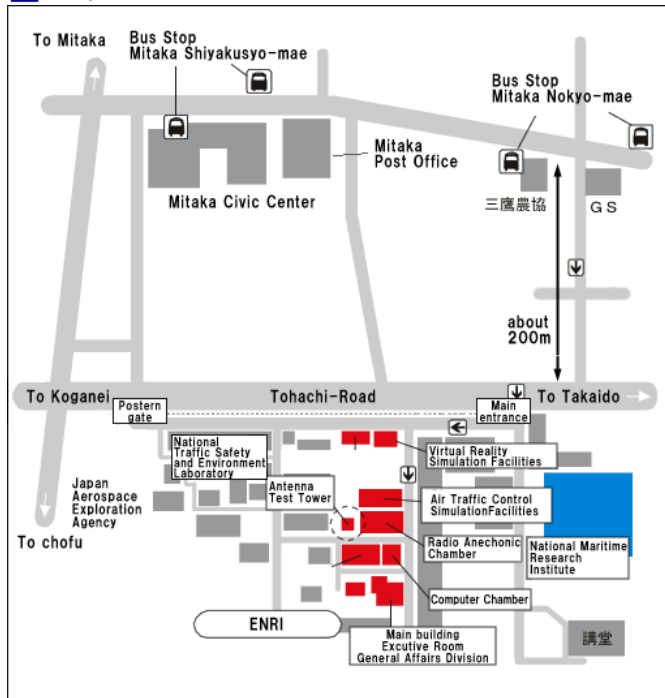 To Mitaka
Bus Stop
Mitaka Shiyakusyo-mae
Bus Stop
Mitaka Nokyo-mae
Mitaka
Post Office
Mitaka Civic Center
三鷹農協
GS
about
200m
To Koganei
Tohachi-Road
To Takaido
Postern
gate
Main
entrance
National
Traffic Safety
and Environment
Laboratory
Virtual Reality
Simulation Facilities
Japan
Aerospace
Exploration
Agency
Antenna
Test Tower
Air Traffic Control
SimulationFacilities
To chofu
Radio Anechonic
Chamber
National Maritime
Research
Institute
Computer Chamber
ENRI
Main building
Excutive Room
General Affairs Division
講堂